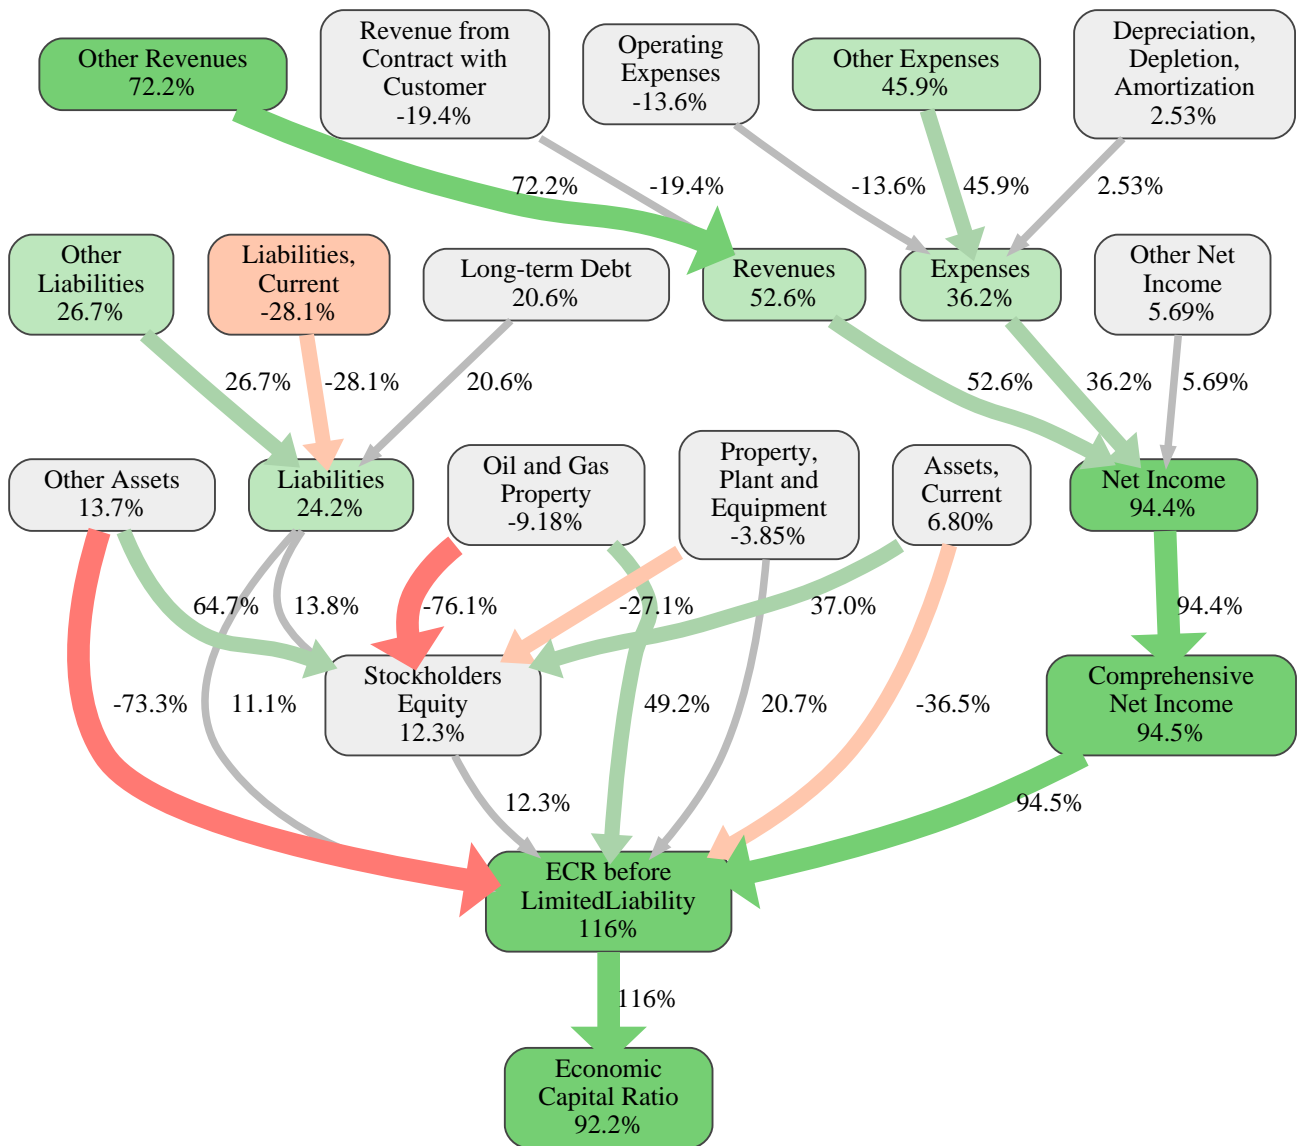 Other Revenues
72.2%
Revenue from
Contract with
Customer
-19.4%
Operating
Expenses
-13.6%
Other Expenses
45.9%
Depreciation,
Depletion,
Amortization
2.53%
72.2%
-19.4%
-13.6%
45.9%
2.53%
Other
Liabilities
26.7%
Liabilities,
Current
-28.1%
Long-term Debt
20.6%
Revenues
52.6%
Expenses
36.2%
Other Net
Income
5.69%
26.7%
-28.1%
20.6%
52.6%
36.2%
5.69%
Other Assets
13.7%
Liabilities
24.2%
Oil and Gas
Property
-9.18%
Property,
Plant and
Equipment
-3.85%
Assets,
Current
6.80%
Net Income
94.4%
64.7%
13.8%
-76.1%
-27.1%
37.0%
94.4%
Stockholders
Equity
12.3%
Comprehensive
Net Income
94.5%
-73.3%
11.1%
49.2%
20.7%
-36.5%
12.3%
94.5%
ECR before
LimitedLiability
116%
116%
Economic
Capital Ratio
92.2%